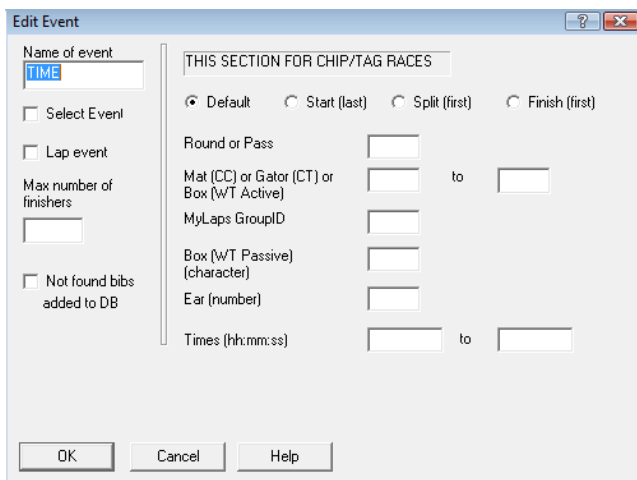 Edit Event
Name of event
TIME
Select Event
Lap event
Max number of
finishers
Not found bibs
added to DB
THIS SECTION FOR CHIP/TAG RACES
Default Start (last) Split (first) Finish (first)
Round or Pass
Mat (CC) or Gator (CT) or
Box (WT Active)
to
MyLaps GroupID
Box (WT Passive)
(character)
Ear (number)
Times (hh:mm:ss) to
OK Cancel Help